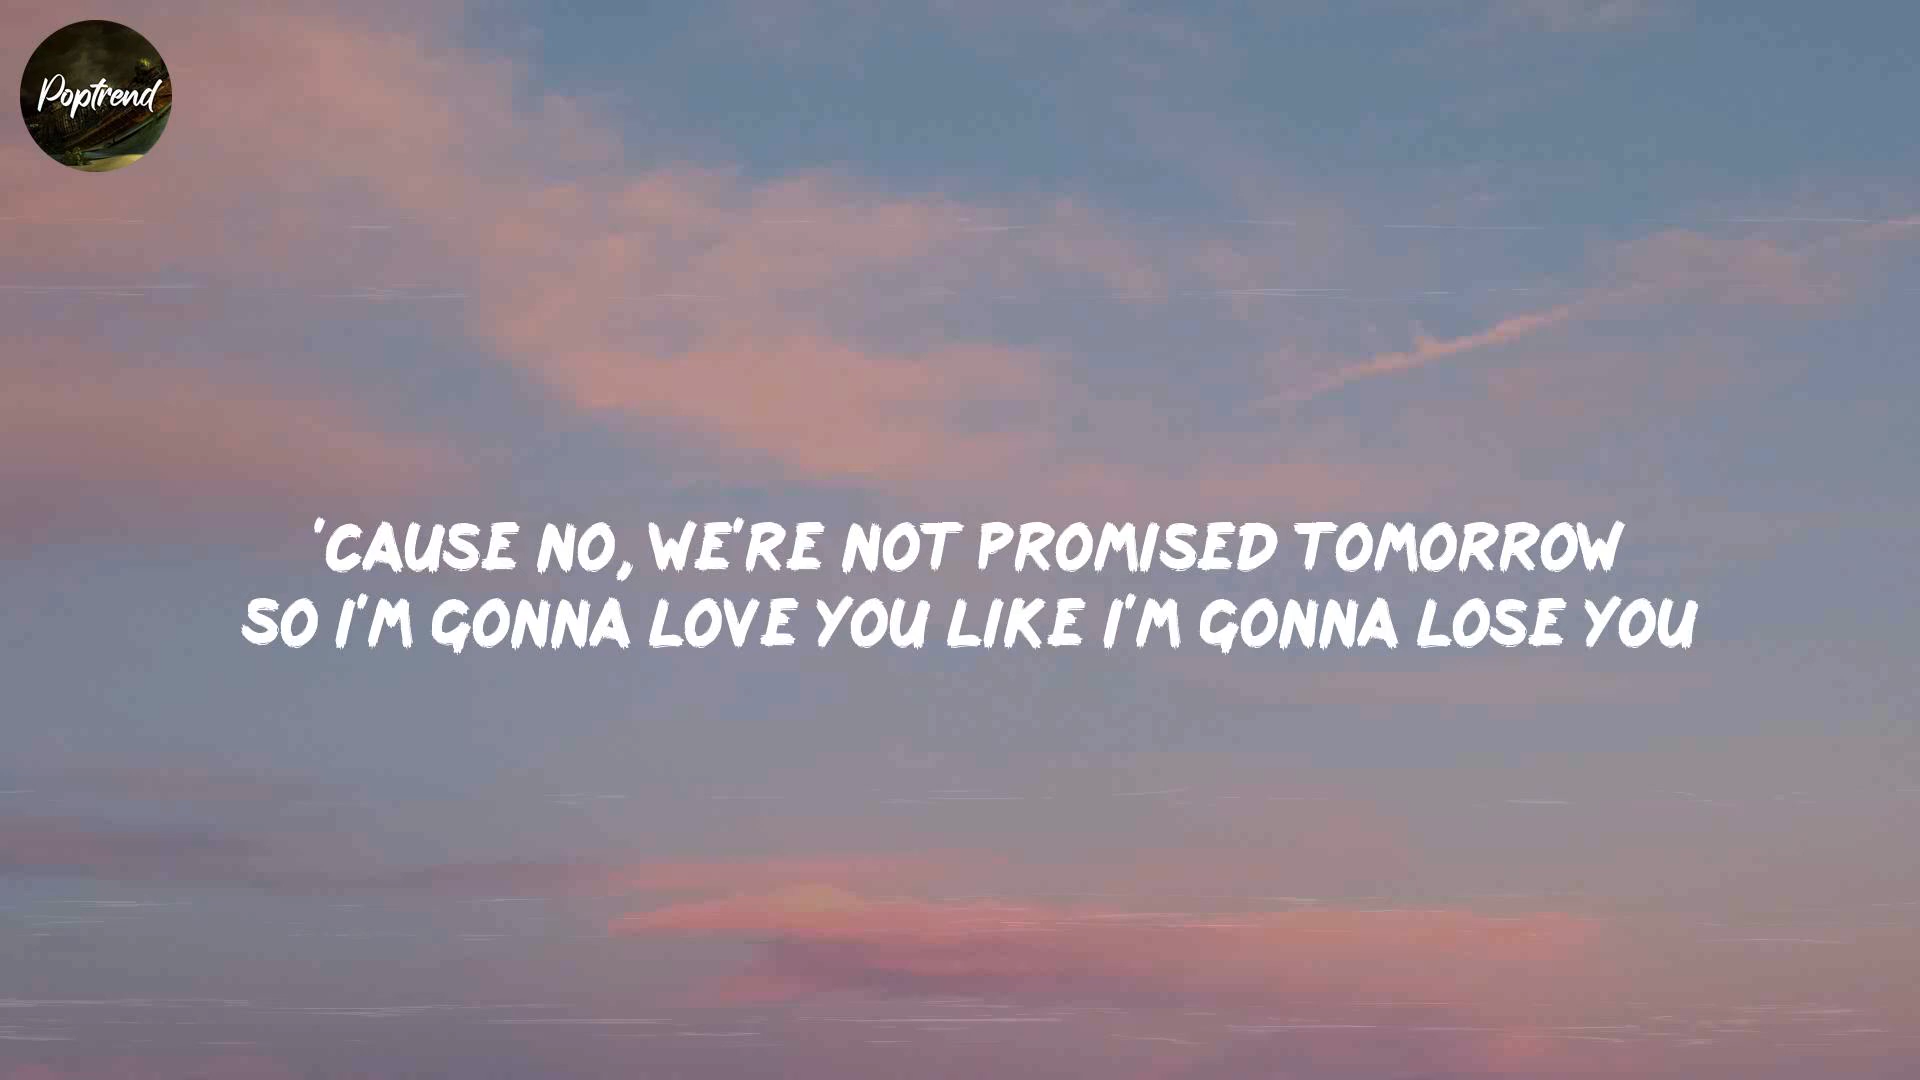 Poptrend
'CAUSE NO, WE'RE NOT PROMISED TOMORROW
SO I'M GONNA LOVE YOU LIKE I'M GONNA LOSE YOU